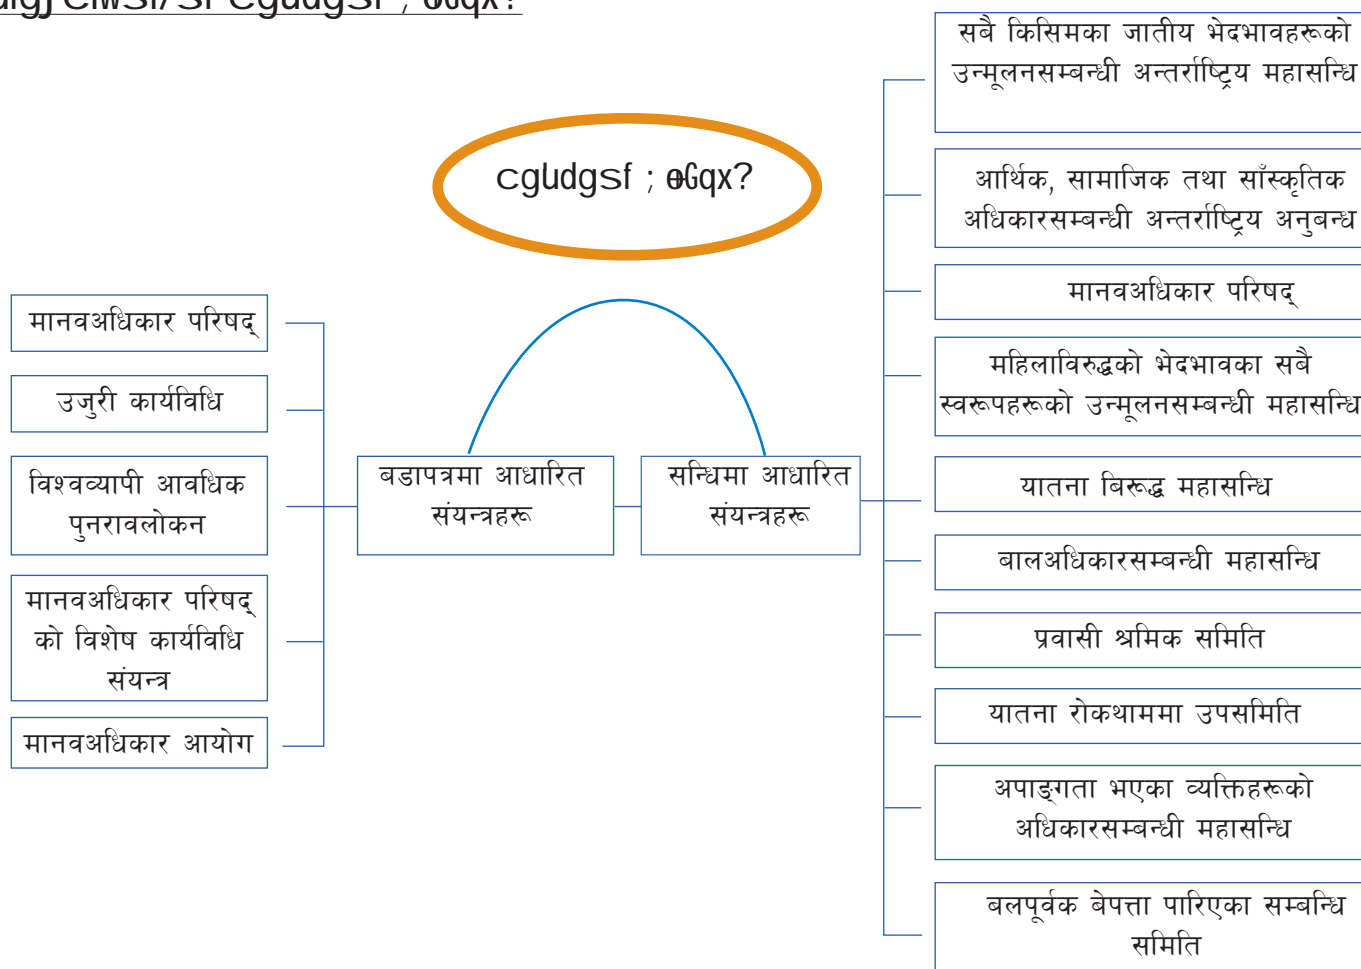 cgudgsf ; +oGqx?
मानवअधिकार परिषद्
उजुरी कार्यविधि
विश्वव्यापी आवधिक
पुनरावलोकन
मानवअधिकार परिषद्
को विशेष कार्यविधि
संयन्त्र
मानवअधिकार आयोग
बडापत्रमा आधारित
संयन्त्रहरू
सन्धिमा आधारित
संयन्त्रहरू
सबै किसिमका जातीय भेदभावहरूको
उन्मूलनसम्बन्धी अन्तर्राष्ट्रिय महासन्धि
आर्थिक, सामाजिक तथा साँस्कृतिक
अधिकारसम्बन्धी अन्तर्राष्ट्रिय अनुबन्ध
मानवअधिकार परिषद्
महिलाविरुद्धको भेदभावका सबै
स्वरूपहरूको उन्मूलनसम्बन्धी महासन्धि
यातना बिरूद्ध महासन्धि
बालअधिकारसम्बन्धी महासन्धि
प्रवासी श्रमिक समिति
यातना रोकथाममा उपसमिति
अपाङ्गता भएका व्यक्तिहरूको
अधिकारसम्बन्धी महासन्धि
बलपूर्वक बेपत्ता पारिएका सम्बन्धि
समिति